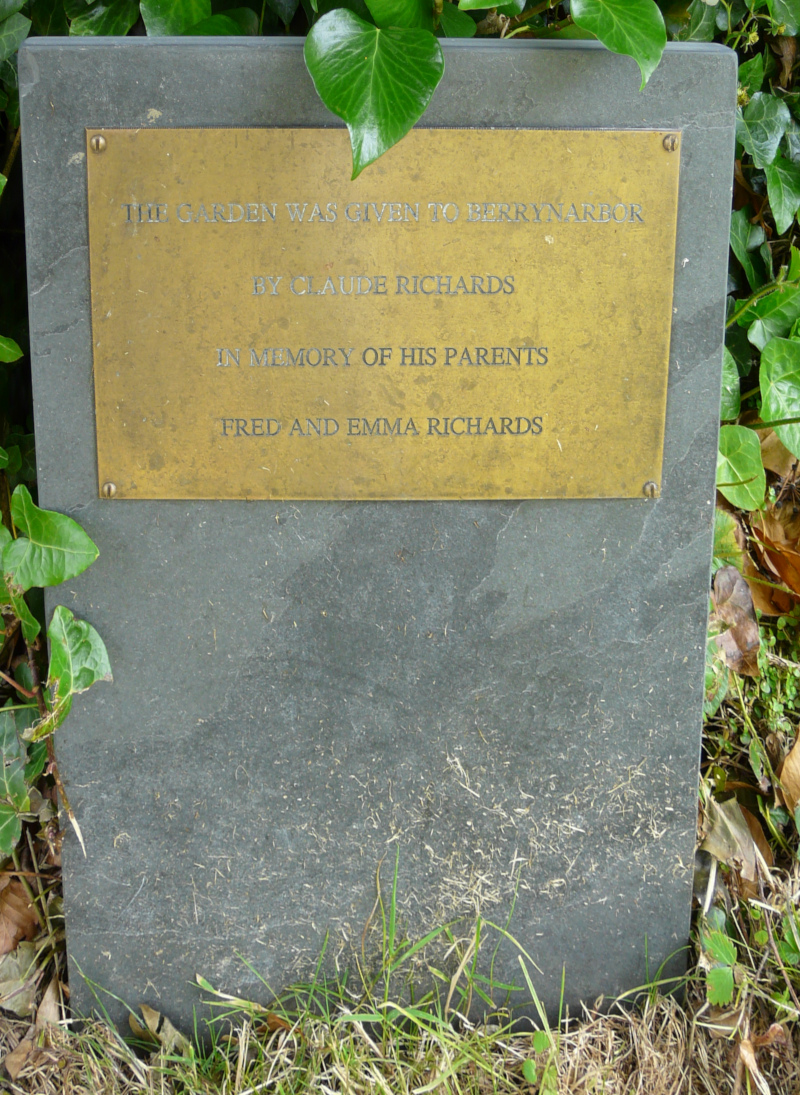 THE GARDEN WAS GIVEN TO BERRYNARBOR
BY CLAUDE RICHARDS
IN MEMORY OF HIS PARENTS
FRED AND EMMA RICHARDS